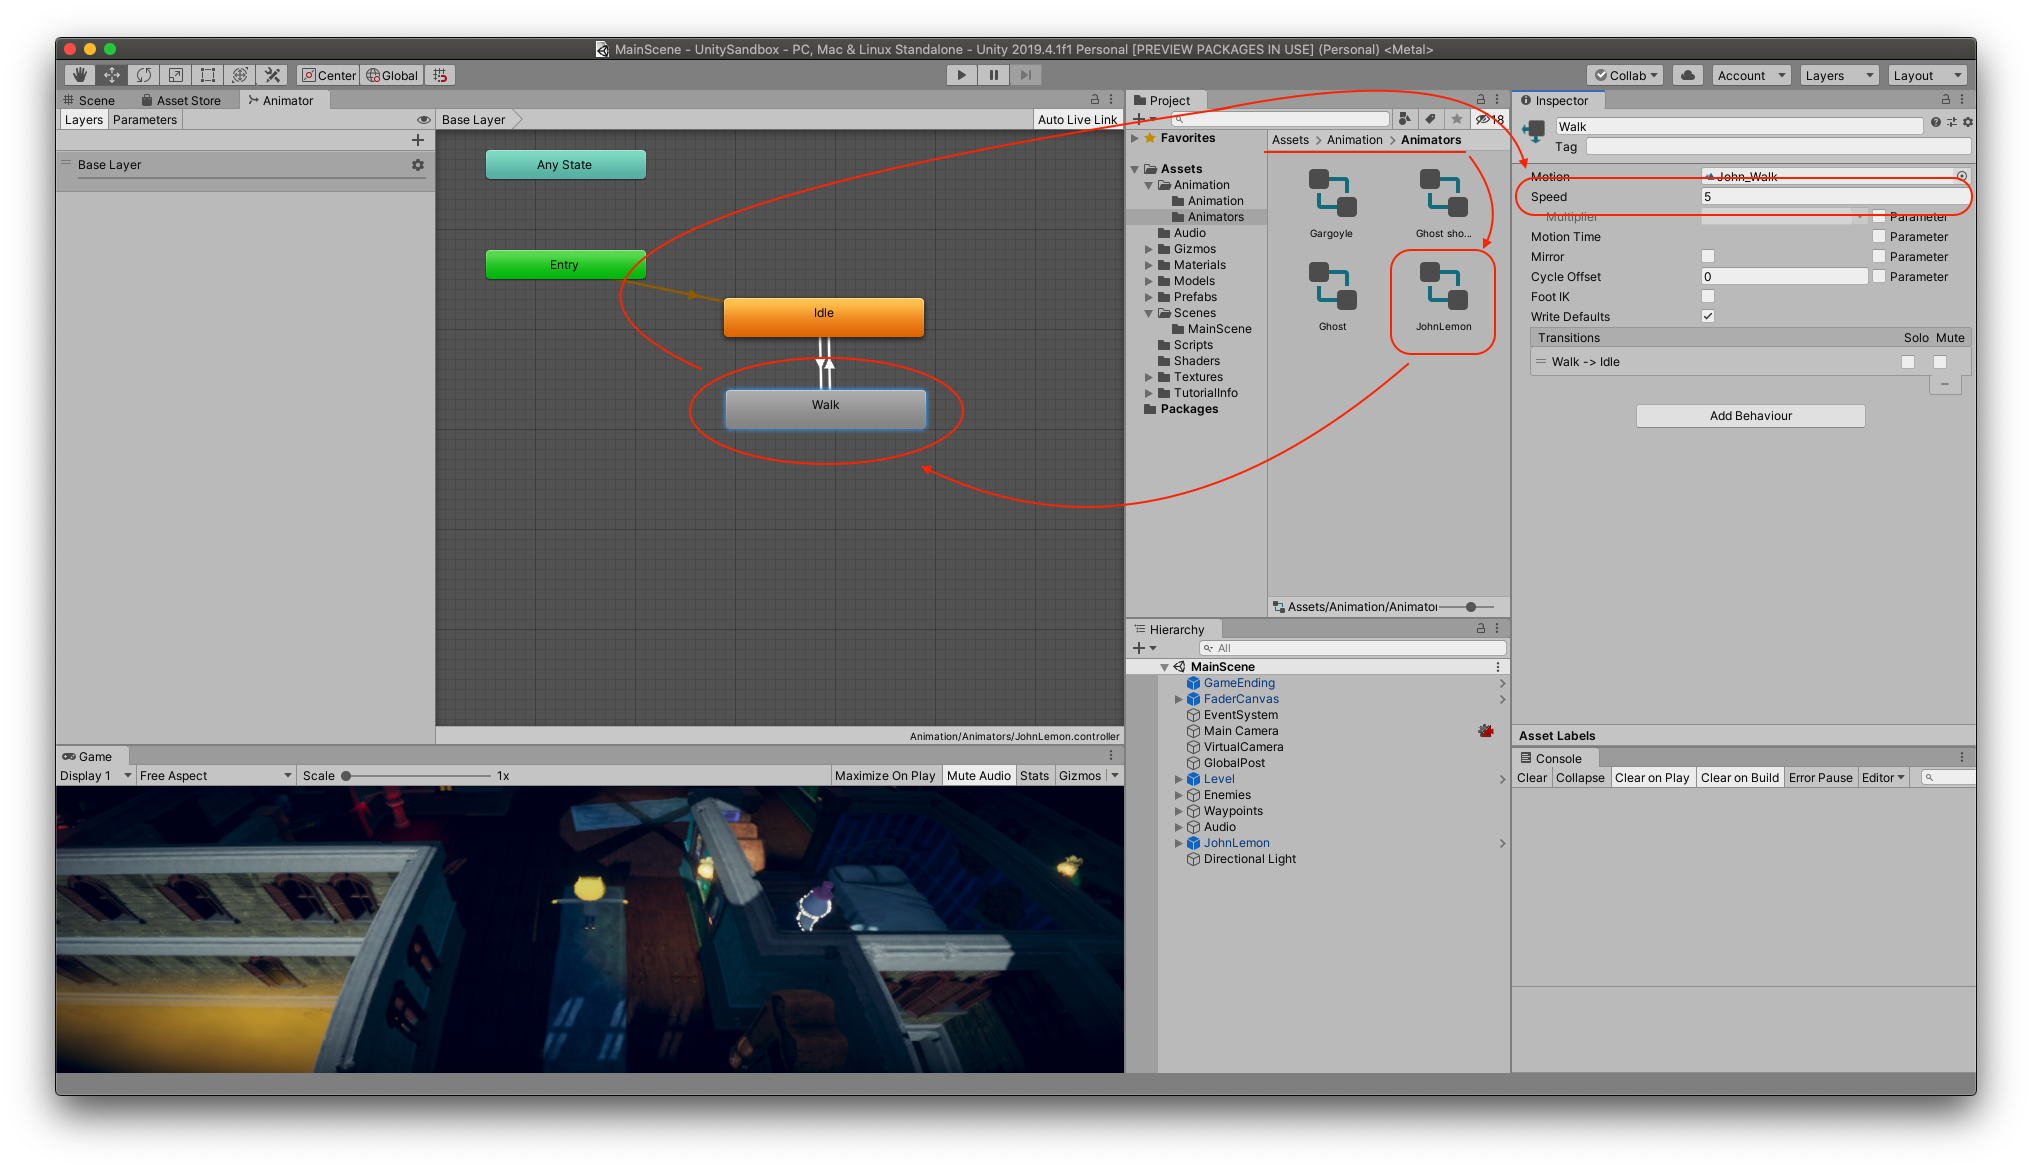 MainScene - UnitySandbox - PC, Mac & Linux Standalone - Unity 2019.4.1f1 Personal [PREVIEW PACKAGES IN USE] (Personal) <Metal>
Center Global Collab Account Layers Layout
Scene Asset Store Animator
Layers Parameters
Base Layer
Base Layer Auto Live Link
Any State
Entry
Idle
Walk
Animation/Animators/JohnLemon.controller
Project
18
Favorites
Assets
Animation
Animation
Animators
Audio
Gizmos
Materials
Models
Prefabs
Scenes
MainScene
Scripts
Shaders
Textures
TutorialInfo
Packages
Assets > Animation > Animators
Gargoyle Ghost sho...
Ghost JohnLemon
Assets/Animation/Animator
Inspector
Walk
Tag
Motion John_Walk
Speed 5
Multiplier Parameter
Motion Time Parameter
Mirror Parameter
Cycle Offset 0 Parameter
Foot IK
Write Defaults
Transitions Solo Mute
Walk -> Idle
Add Behaviour
Asset Labels
Hierarchy
All
MainScene
GameEnding
FaderCanvas
EventSystem
Main Camera
VirtualCamera
GlobalPost
Level
Enemies
Waypoints
Audio
JohnLemon
Directional Light
Console
Clear Collapse Clear on Play Clear on Build Error Pause Editor
Game
Display 1 Free Aspect Scale 1x Maximize On Play Mute Audio Stats Gizmos